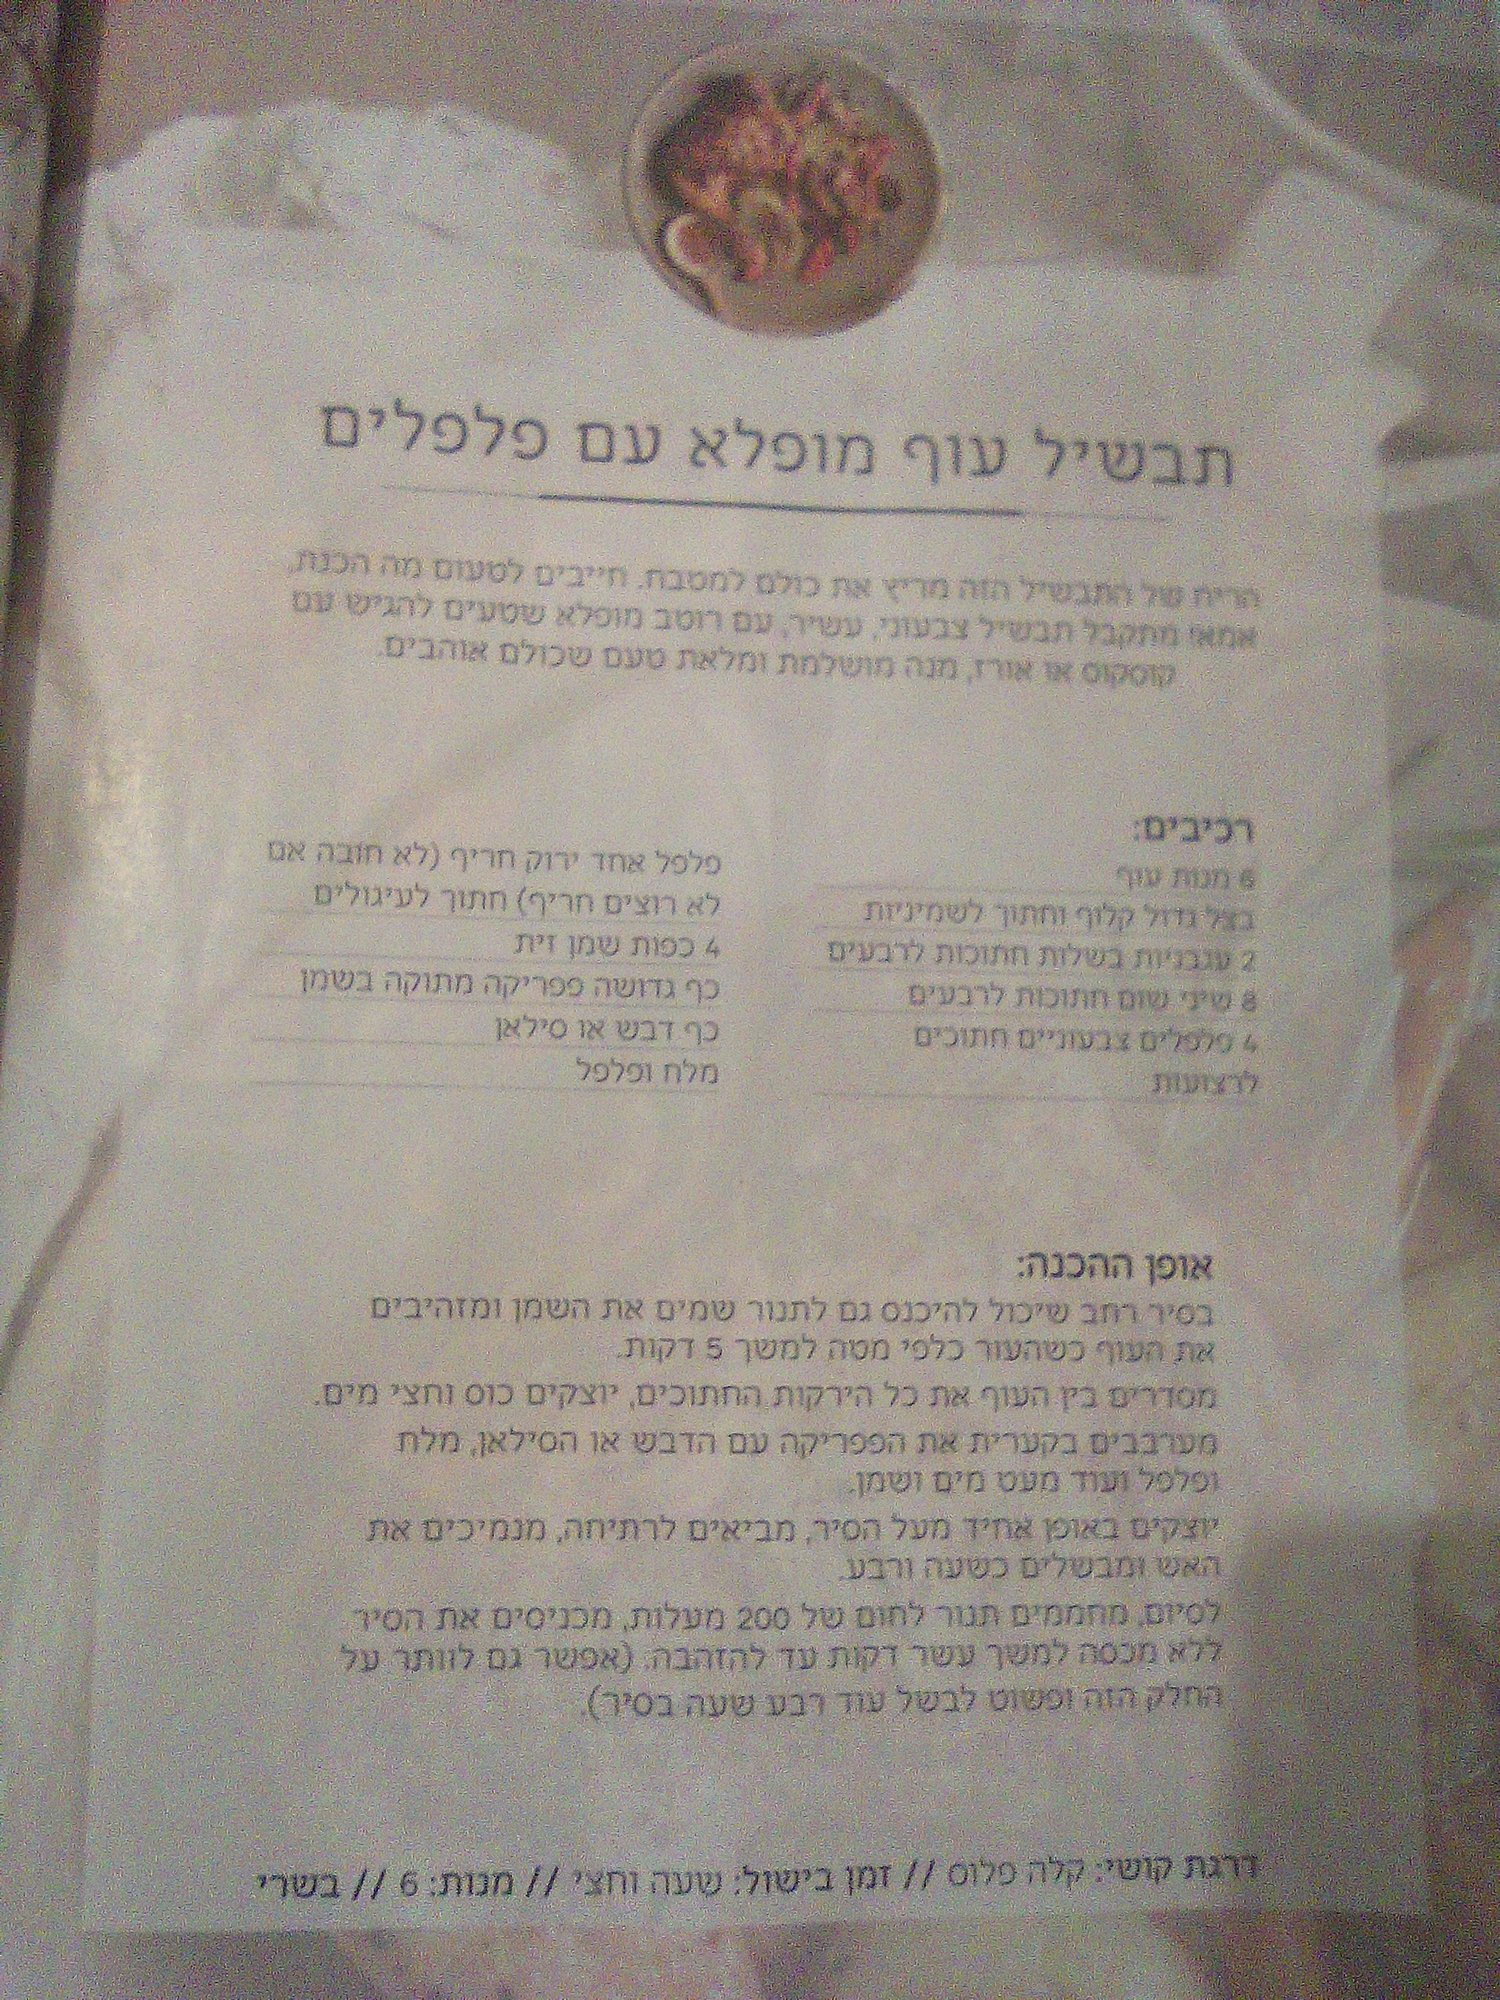 תבשיל עוף מופלא עם פלפלים
הריח של התבשיל הזה מריץ את כולם למטבח. חייבים לטעום מה הכנת,
אמא! מתקבל תבשיל צבעוני, עשיר, עם רוטב מופלא שטעים להגיש עם
קוסקוס או אורז, מנה מושלמת ומלאת טעם שכולם אוהבים.
רכיבים:
6 מנות עוף
בצל גדול קלוף וחתוך לשמיניות
2 עגבניות בשלות חתוכות לרבעים
8 שיני שום חתוכות לרבעים
4 פלפלים צבעוניים חתוכים
לרצועות
פלפל אחד ירוק חריף (לא חובה אם
לא רוצים חריף) חתוך לעיגולים
4 כפות שמן זית
כף גדושה פפריקה מתוקה בשמן
כף דבש או סילאן
מלח ופלפל
אופן ההכנה:
בסיר רחב שיכול להיכנס גם לתנור שמים את השמן ומזהיבים
את העוף כשהעור כלפי מטה למשך 5 דקות.
מסדרים בין העוף את כל הירקות החתוכים, יוצקים כוס וחצי מים.
מערבבים בקערית את הפפריקה עם הדבש או הסילאן, מלח
ופלפל ועוד מעט מים ושמן.
יוצקים באופן אחיד מעל הסיר, מביאים לרתיחה, מנמיכים את
האש ומבשלים כשעה ורבע.
לסיום, מחממים תנור לחום של 200 מעלות, מכניסים את הסיר
ללא מכסה למשך עשר דקות עד להזהבה. (אפשר גם לוותר על
החלק הזה ופשוט לבשל עוד רבע שעה בסיר).
דרגת קושי: קלה פלוס // זמן בישול: שעה וחצי // מנות: 6 // בשרי